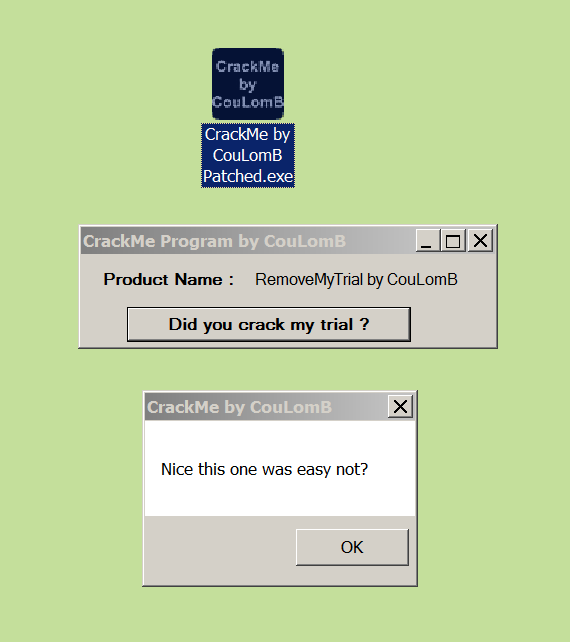 CrackMe
by
CouLomB
CrackMe by
CouLomB
Patched.exe
CrackMe Program by CouLomB
Product Name : RemoveMyTrial by CouLomB
Did you crack my trial ?
CrackMe by CouLomB
Nice this one was easy not?
OK